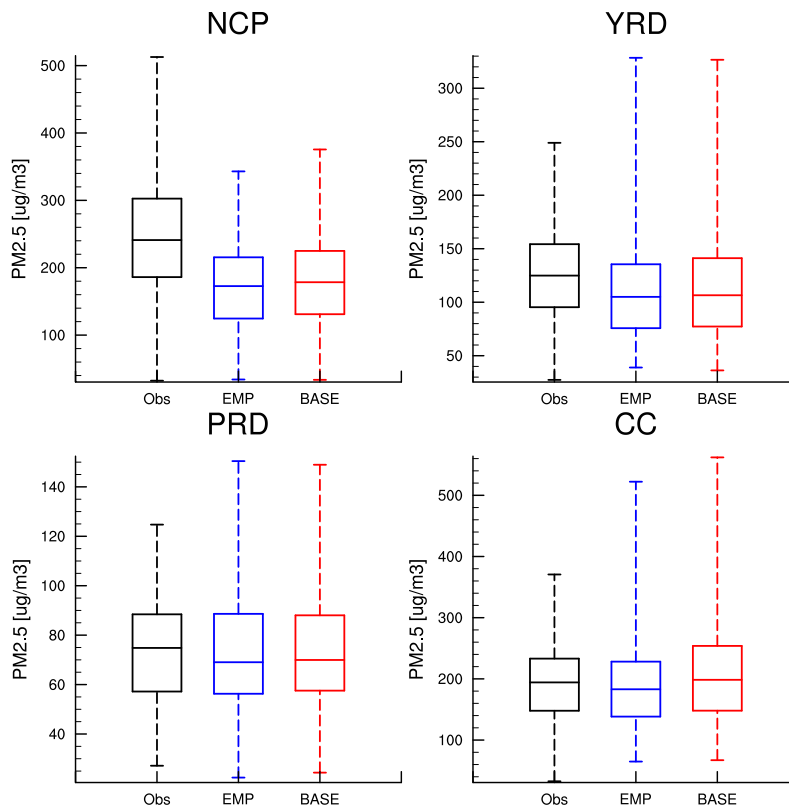 NCP
YRD
PM2.5 [ug/m3]
500
400
300
200
100
Obs
EMP
BASE
PM2.5 [ug/m3]
300
250
200
150
100
50
Obs
EMP
BASE
PRD
CC
PM2.5 [ug/m3]
140
120
100
80
60
40
Obs
EMP
BASE
PM2.5 [ug/m3]
500
400
300
200
100
Obs
EMP
BASE